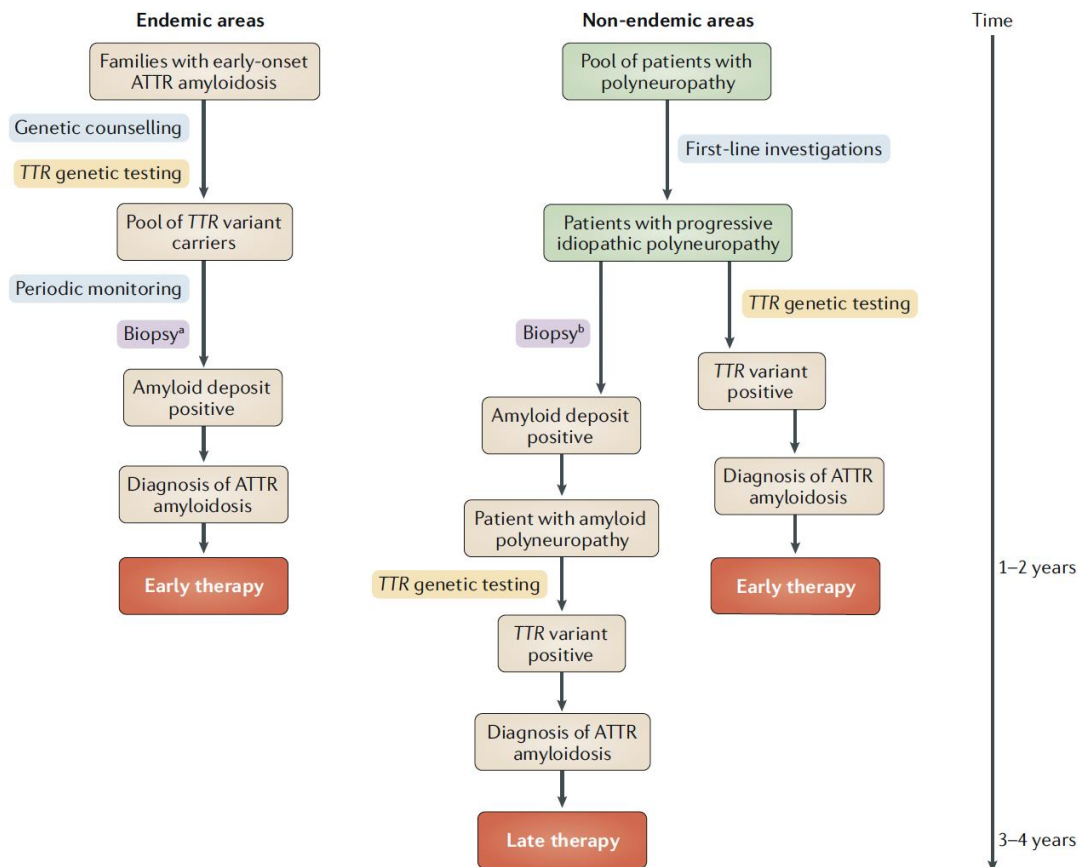 Endemic areas
Non-endemic areas
Time
Families with early-onset
ATTR amyloidosis
Genetic counselling
TTR genetic testing
Pool of TTR variant
carriers
Periodic monitoring
Biopsyᵃ
Amyloid deposit
positive
Diagnosis of ATTR
amyloidosis
Early therapy
Pool of patients with
polyneuropathy
First-line investigations
Patients with progressive
idiopathic polyneuropathy
Biopsyᵇ
Amyloid deposit
positive
Patient with amyloid
polyneuropathy
TTR genetic testing
TTR variant
positive
Diagnosis of ATTR
amyloidosis
Late therapy
TTR genetic testing
TTR variant
positive
Diagnosis of ATTR
amyloidosis
Early therapy
1–2 years
3–4 years